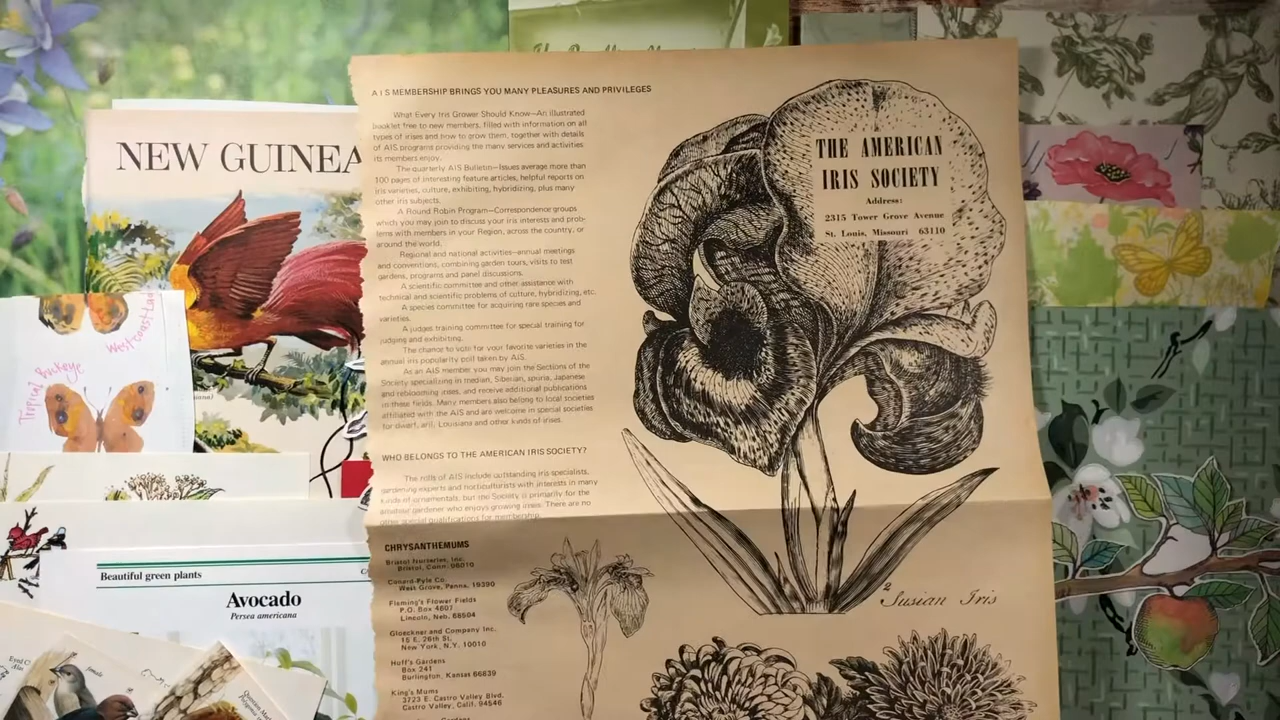 NEW GUINEA
West Coast Lad
Tropical Buckeye
A I S MEMBERSHIP BRINGS YOU MANY PLEASURES AND PRIVILEGES
What Every Iris Grower Should Know—An illustrated
booklet free to new members, filled with information on all
types of irises and how to grow them, together with details
of AIS programs providing the many services and activities
its members enjoy.
The quarterly AIS Bulletin—Issues average more than
100 pages of interesting feature articles, helpful reports on
iris varieties, culture, exhibiting, hybridizing, plus many
other iris subjects.
A Round Robin Program—Correspondence groups
which you may join to discuss your iris interests and prob-
lems with members in your Region, across the country, or
around the world.
Regional and national activities—annual meetings
and conventions, combining garden tours, visits to test
gardens, programs and panel discussions.
A scientific committee and other assistance with
technical and scientific problems of culture, hybridizing, etc.
A species committee for acquiring rare species and
varieties.
A judges training committee for special training for
judging and exhibiting.
The chance to vote for your favorite varieties in the
annual iris popularity poll taken by AIS.
As an AIS member you may join the Sections of the
Society specializing in median, Siberian, spuria, Japanese
and reblooming irises, and receive additional publications
in these fields. Many members also belong to local societies
affiliated with the AIS and are welcome in special societies
for dwarf, aril, Louisiana and other kinds of irises.
WHO BELONGS TO THE AMERICAN IRIS SOCIETY?
The rolls of AIS include outstanding iris specialists,
gardening experts and horticulturists with interests in many
kinds of ornamentals, but the Society is primarily for the
amateur gardener who enjoys growing irises. There are no
other special qualifications for membership.
THE AMERICAN
IRIS SOCIETY
Address:
2315 Tower Grove Avenue
St. Louis, Missouri 63110
2
Susian Iris
CHRYSANTHEMUMS
Bristol Nurseries, Inc.
Bristol, Conn. 06010
Conard-Pyle Co.
West Grove, Penna. 19390
Fleming's Flower Fields
P.O. Box 4607
Lincoln, Neb. 68504
Gloeckner and Company Inc.
15 E. 26th St.
New York, N.Y. 10010
Huff's Gardens
Box 241
Burlington, Kansas 66839
King's Mums
3723 E. Castro Valley Blvd.
Castro Valley, Calif. 94546
Beautiful green plants
Avocado
Persea americana
female